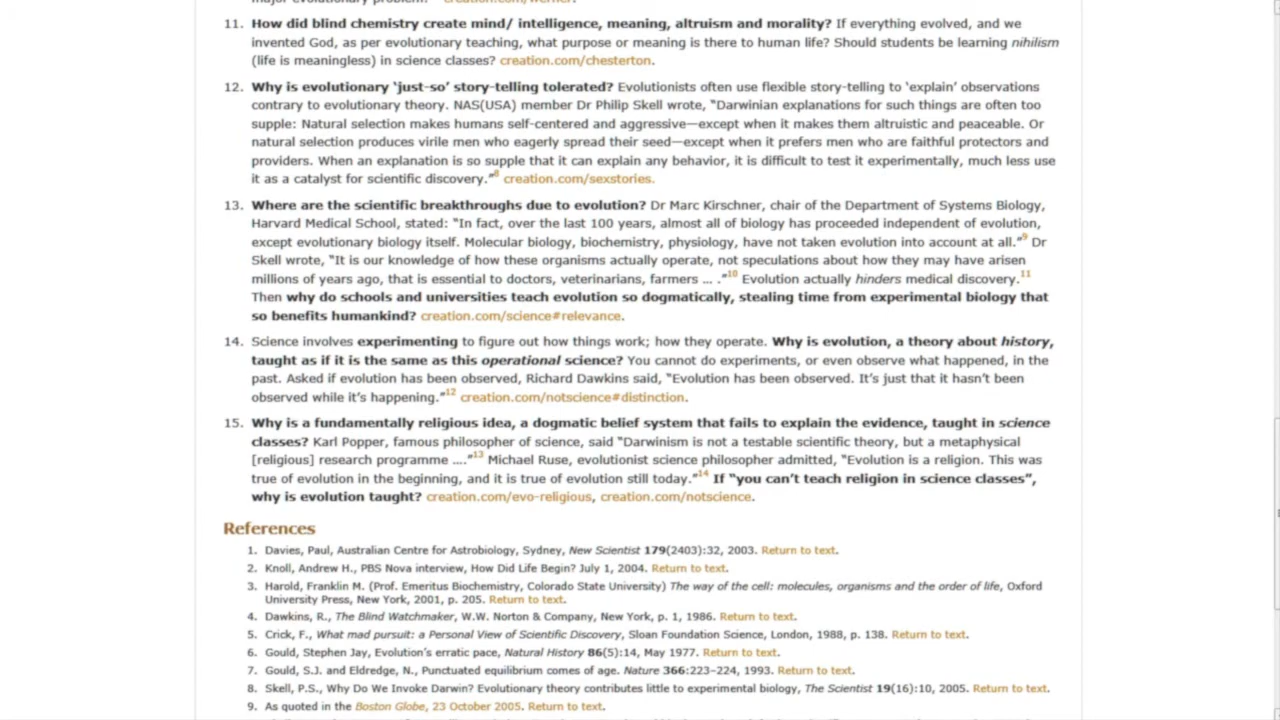 11. How did blind chemistry create mind/ intelligence, meaning, altruism and morality? If everything evolved, and we
invented God, as per evolutionary teaching, what purpose or meaning is there to human life? Should students be learning nihilism
(life is meaningless) in science classes? creation.com/chesterton.
12. Why is evolutionary ‘just-so’ story-telling tolerated? Evolutionists often use flexible story-telling to ‘explain’ observations
contrary to evolutionary theory. NAS(USA) member Dr Philip Skell wrote, “Darwinian explanations for such things are often too
supple: Natural selection makes humans self-centered and aggressive—except when it makes them altruistic and peaceable. Or
natural selection produces virile men who eagerly spread their seed—except when it prefers men who are faithful protectors and
providers. When an explanation is so supple that it can explain any behavior, it is difficult to test it experimentally, much less use
it as a catalyst for scientific discovery.”8 creation.com/sexstories.
13. Where are the scientific breakthroughs due to evolution? Dr Marc Kirschner, chair of the Department of Systems Biology,
Harvard Medical School, stated: “In fact, over the last 100 years, almost all of biology has proceeded independent of evolution,
except evolutionary biology itself. Molecular biology, biochemistry, physiology, have not taken evolution into account at all.”9 Dr
Skell wrote, “It is our knowledge of how these organisms actually operate, not speculations about how they may have arisen
millions of years ago, that is essential to doctors, veterinarians, farmers … .”10 Evolution actually hinders medical discovery.11
Then why do schools and universities teach evolution so dogmatically, stealing time from experimental biology that
so benefits humankind? creation.com/science#relevance.
14. Science involves experimenting to figure out how things work; how they operate. Why is evolution, a theory about history,
taught as if it is the same as this operational science? You cannot do experiments, or even observe what happened, in the
past. Asked if evolution has been observed, Richard Dawkins said, “Evolution has been observed. It’s just that it hasn’t been
observed while it’s happening.”12 creation.com/notscience#distinction.
15. Why is a fundamentally religious idea, a dogmatic belief system that fails to explain the evidence, taught in science
classes? Karl Popper, famous philosopher of science, said “Darwinism is not a testable scientific theory, but a metaphysical
[religious] research programme ….”13 Michael Ruse, evolutionist science philosopher admitted, “Evolution is a religion. This was
true of evolution in the beginning, and it is true of evolution still today.”14 If “you can’t teach religion in science classes”,
why is evolution taught? creation.com/evo-religious, creation.com/notscience.
References
1. Davies, Paul, Australian Centre for Astrobiology, Sydney, New Scientist 179(2403):32, 2003. Return to text.
2. Knoll, Andrew H., PBS Nova interview, How Did Life Begin? July 1, 2004. Return to text.
3. Harold, Franklin M. (Prof. Emeritus Biochemistry, Colorado State University) The way of the cell: molecules, organisms and the order of life, Oxford
University Press, New York, 2001, p. 205. Return to text.
4. Dawkins, R., The Blind Watchmaker, W.W. Norton & Company, New York, p. 1, 1986. Return to text.
5. Crick, F., What mad pursuit: a Personal View of Scientific Discovery, Sloan Foundation Science, London, 1988, p. 138. Return to text.
6. Gould, Stephen Jay, Evolution’s erratic pace, Natural History 86(5):14, May 1977. Return to text.
7. Gould, S.J. and Eldredge, N., Punctuated equilibrium comes of age. Nature 366:223–224, 1993. Return to text.
8. Skell, P.S., Why Do We Invoke Darwin? Evolutionary theory contributes little to experimental biology, The Scientist 19(16):10, 2005. Return to text.
9. As quoted in the Boston Globe, 23 October 2005. Return to text.